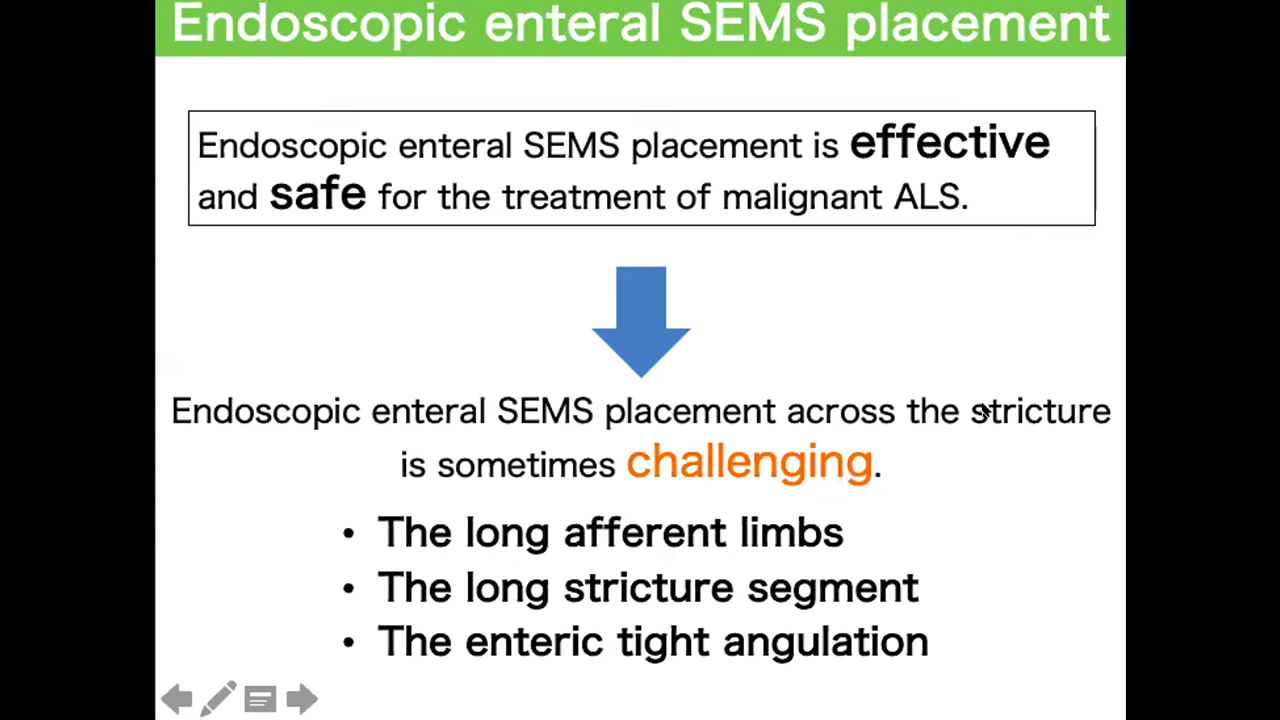 Endoscopic enteral SEMS placement
Endoscopic enteral SEMS placement is effective
and safe for the treatment of malignant ALS.
Endoscopic enteral SEMS placement across the stricture
is sometimes challenging.
• The long afferent limbs
• The long stricture segment
• The enteric tight angulation